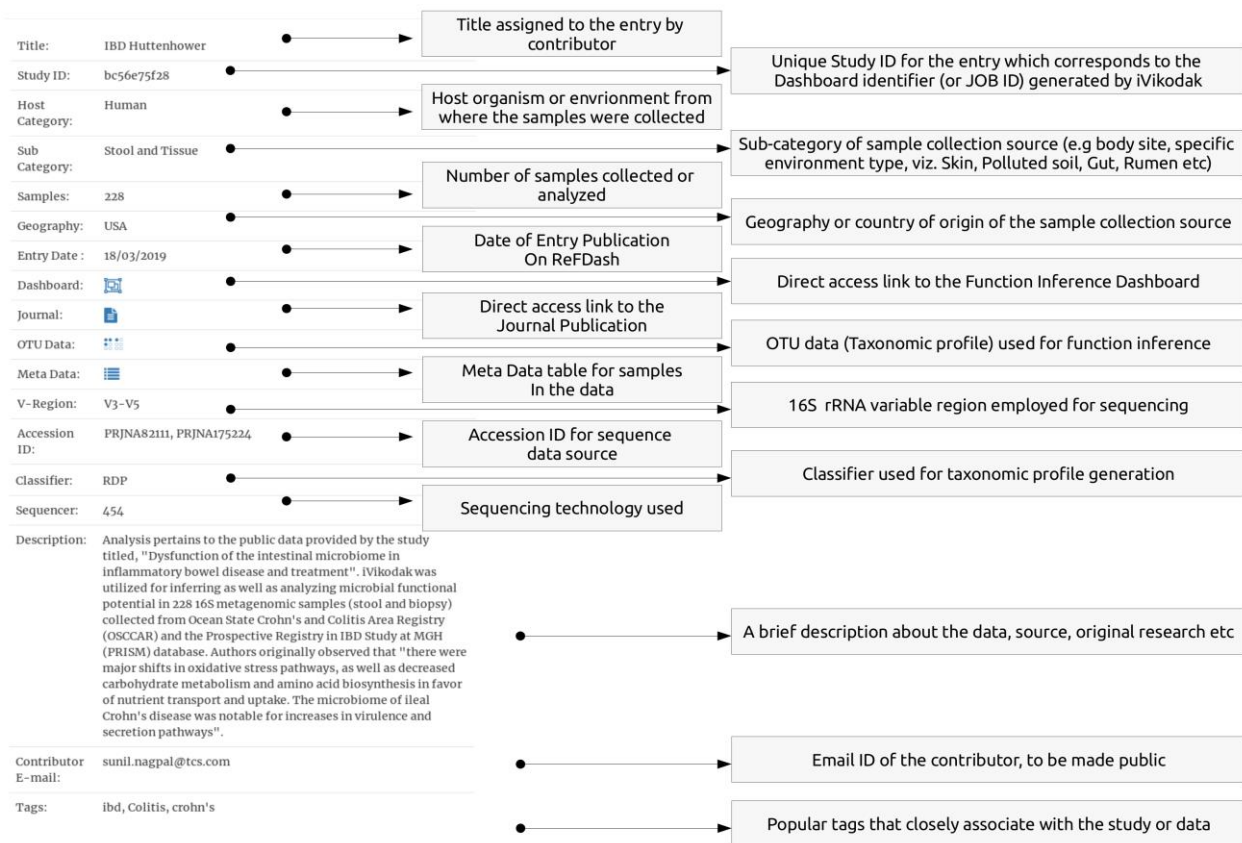 Title: IBD Huttenhower
Title assigned to the entry by
contributor
Study ID: bc56e75f28
Unique Study ID for the entry which corresponds to the
Dashboard identifier (or JOB ID) generated by iVikodak
Host
Category: Human
Host organism or envrionment from
where the samples were collected
Sub
Category: Stool and Tissue
Sub-category of sample collection source (e.g body site, specific
environment type, viz. Skin, Polluted soil, Gut, Rumen etc)
Samples: 228
Number of samples collected or
analyzed
Geography: USA
Geography or country of origin of the sample collection source
Entry Date : 18/03/2019
Date of Entry Publication
On ReFDash
Dashboard:
Direct access link to the Function Inference Dashboard
Journal:
Direct access link to the
Journal Publication
OTU Data:
OTU data (Taxonomic profile) used for function inference
Meta Data:
Meta Data table for samples
In the data
V-Region: V3-V5
16S rRNA variable region employed for sequencing
Accession
ID: PRJNA82111, PRJNA175224
Accession ID for sequence
data source
Classifier: RDP
Classifier used for taxonomic profile generation
Sequencer: 454
Sequencing technology used
Description: Analysis pertains to the public data provided by the study
titled, "Dysfunction of the intestinal microbiome in
inflammatory bowel disease and treatment". iVikodak was
utilized for inferring as well as analyzing microbial functional
potential in 228 16S metagenomic samples (stool and biopsy)
collected from Ocean State Crohn's and Colitis Area Registry
(OSCCAR) and the Prospective Registry in IBD Study at MGH
(PRISM) database. Authors originally observed that "there were
major shifts in oxidative stress pathways, as well as decreased
carbohydrate metabolism and amino acid biosynthesis in favor
of nutrient transport and uptake. The microbiome of ileal
Crohn's disease was notable for increases in virulence and
secretion pathways".
A brief description about the data, source, original research etc
Contributor
E-mail: sunil.nagpal@tcs.com
Email ID of the contributor, to be made public
Tags: ibd, Colitis, crohn's
Popular tags that closely associate with the study or data